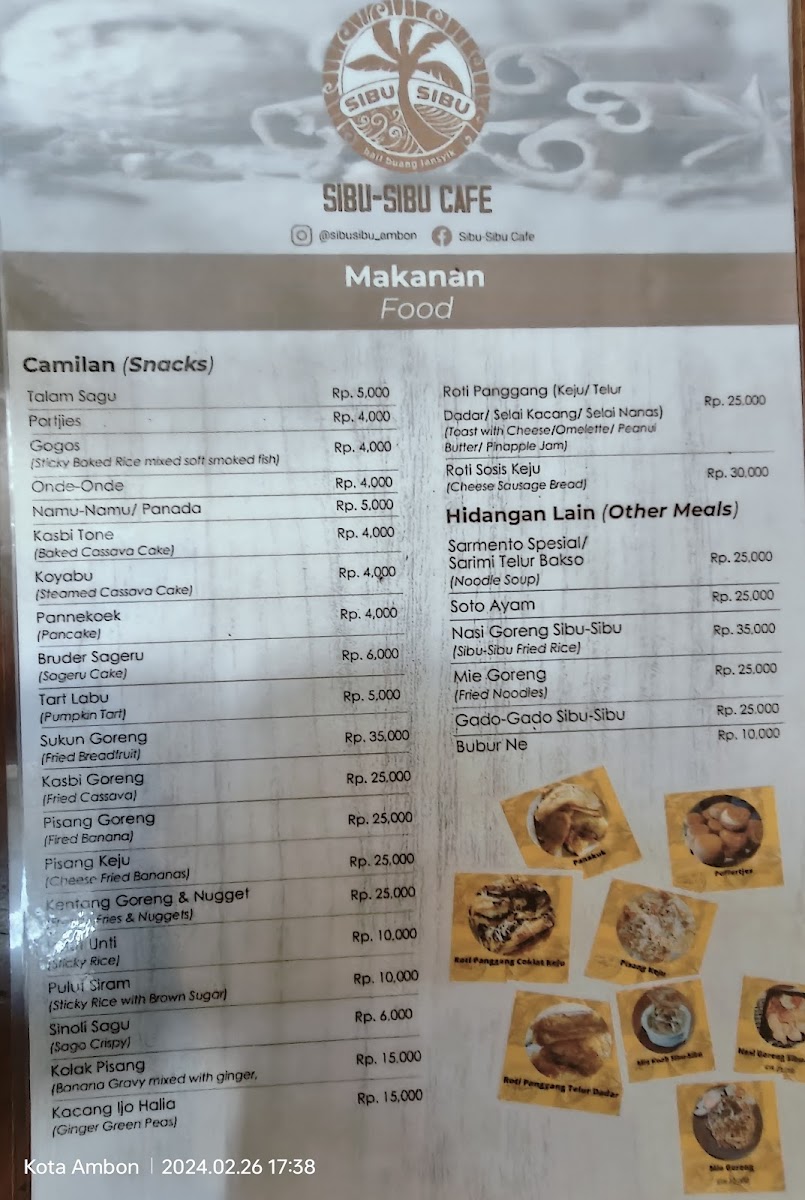 SIBU SIBU
hati buang lansyik
SIBU-SIBU CAFE
@sibusibu_ambon Sibu-Sibu Cafe
Makanan
Food
Camilan (Snacks)
Talam Sagu Rp. 5,000
Portjies Rp. 4,000
Gogos Rp. 4,000
(Sticky Baked Rice mixed soft smoked fish)
Onde-Onde Rp. 4,000
Namu-Namu/ Panada Rp. 5,000
Kasbi Tone Rp. 4,000
(Baked Cassava Cake)
Koyabu Rp. 4,000
(Steamed Cassava Cake)
Pannekoek Rp. 4,000
(Pancake)
Bruder Sageru Rp. 6,000
(Sageru Cake)
Tart Labu Rp. 5,000
(Pumpkin Tart)
Sukun Goreng Rp. 35,000
(Fried Breadfruit)
Kasbi Goreng Rp. 25,000
(Fried Cassava)
Pisang Goreng Rp. 25,000
(Fired Banana)
Pisang Keju Rp. 25,000
(Cheese Fried Bananas)
Kentang Goreng & Nugget Rp. 25,000
Fries & Nuggets)
Unti Rp. 10,000
(Sticky Rice)
Pulut Siram Rp. 10,000
(Sticky Rice with Brown Sugar)
Sinoli Sagu Rp. 6.000
(Sago Crispy)
Kolak Pisang Rp. 15,000
(Banana Gravy mixed with ginger,
Kacang Ijo Halia Rp. 15,000
(Ginger Green Peas)
Roti Panggang (Keju/ Telur
Dadar/ Selai Kacang/ Selai Nanas) Rp. 25.000
(Toast with Cheese/Omelette/ Peanut
Butter/ Pinapple Jam)
Roti Sosis Keju Rp. 30,000
(Cheese Sausage Bread)
Hidangan Lain (Other Meals)
Sarmento Spesial/
Sarimi Telur Bakso Rp. 25,000
(Noodle Soup)
Soto Ayam Rp. 25.000
Nasi Goreng Sibu-Sibu Rp. 35,000
(Sibu-Sibu Fried Rice)
Mie Goreng Rp. 25,000
(Fried Noodles)
Gado-Gado Sibu-Sibu Rp. 25.000
Bubur Ne Rp. 10,000
Panakuk
Poffertjes
Roti Panggang Coklat Keju
Pisang Keju
Roti Panggang Telur Dadar
Mie Kuah Sibu-Sibu
Nasi Goreng Sibu
Mie Goreng
Kota Ambon | 2024.02.26 17:38